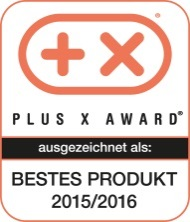 PLUS X AWARD®
ausgezeichnet als:
BESTES PRODUKT
2015/2016